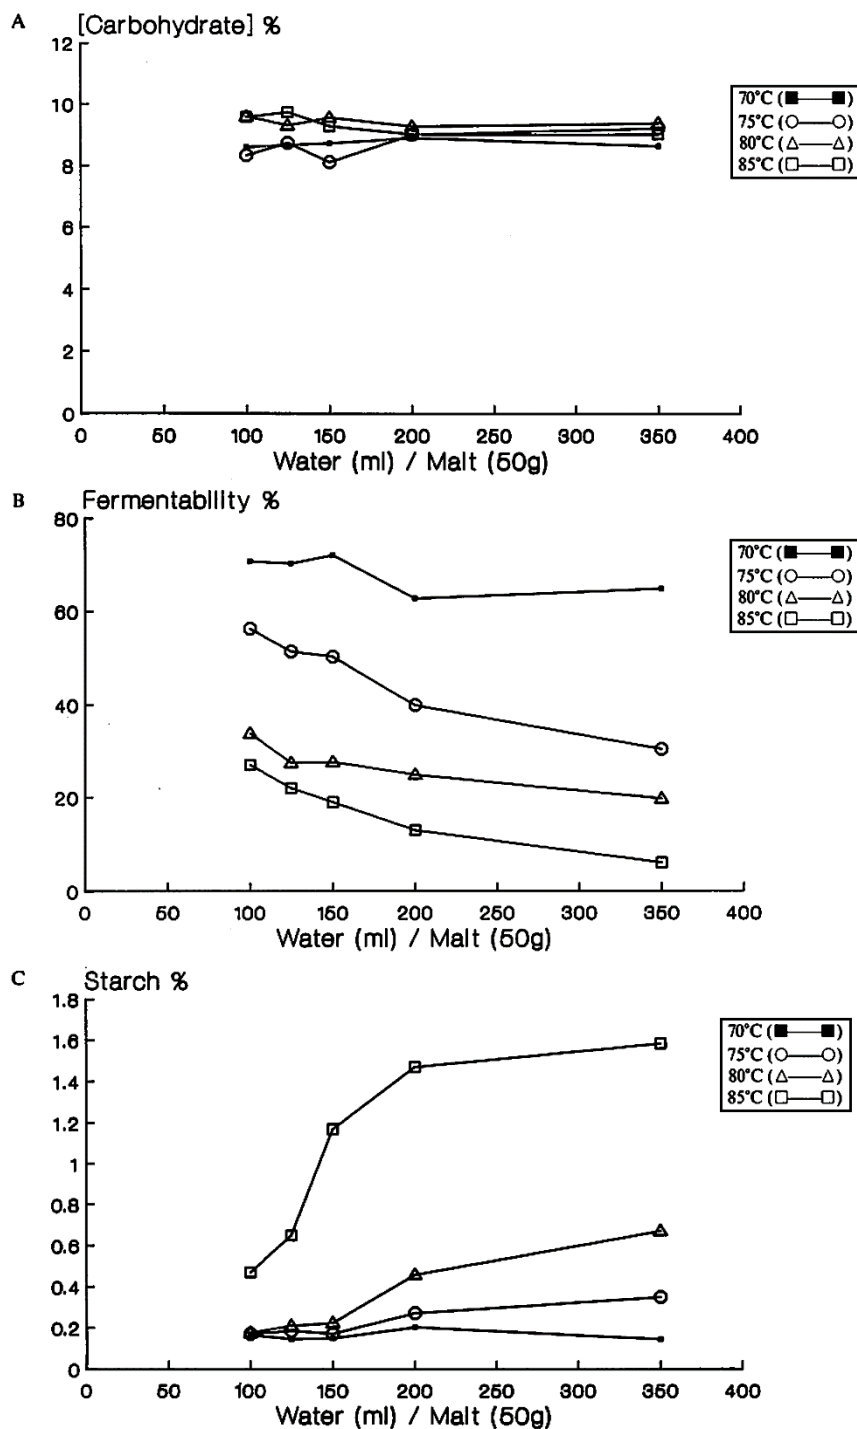 A
[Carbohydrate] %
12
10
8
6
4
2
0
0 50 100 150 200 250 300 350 400
Water (ml) / Malt (50g)
70°C (■——■)
75°C (○——○)
80°C (△——△)
85°C (□——□)
B
Fermentability %
80
60
40
20
0
0 50 100 150 200 250 300 350 400
Water (ml) / Malt (50g)
70°C (■——■)
75°C (○——○)
80°C (△——△)
85°C (□——□)
C
Starch %
1.8
1.6
1.4
1.2
1
0.8
0.6
0.4
0.2
0
0 50 100 150 200 250 300 350 400
Water (ml) / Malt (50g)
70°C (■——■)
75°C (○——○)
80°C (△——△)
85°C (□——□)